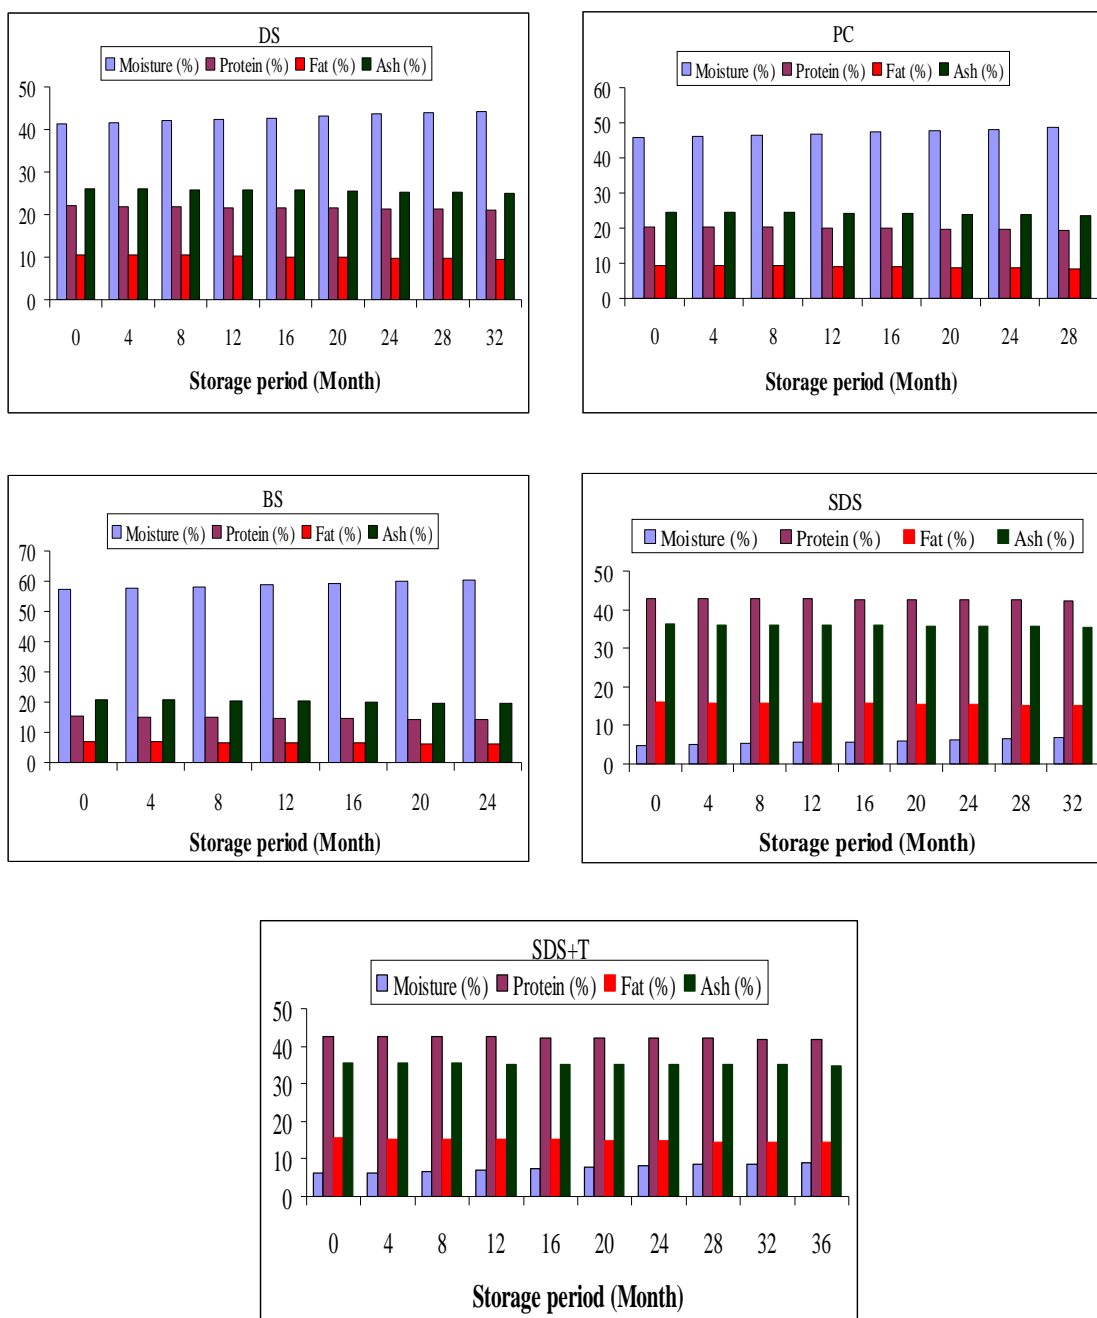 DS
Moisture (%) Protein (%) Fat (%) Ash (%)
50
40
30
20
10
0
0 4 8 12 16 20 24 28 32
Storage period (Month)
PC
Moisture (%) Protein (%) Fat (%) Ash (%)
60
50
40
30
20
10
0
0 4 8 12 16 20 24 28
Storage period (Month)
BS
Moisture (%) Protein (%) Fat (%) Ash (%)
70
60
50
40
30
20
10
0
0 4 8 12 16 20 24
Storage period (Month)
SDS
Moisture (%) Protein (%) Fat (%) Ash (%)
50
40
30
20
10
0
0 4 8 12 16 20 24 28 32
Storage period (Month)
SDS+T
Moisture (%) Protein (%) Fat (%) Ash (%)
50
40
30
20
10
0
0 4 8 12 16 20 24 28 32 36
Storage period (Month)